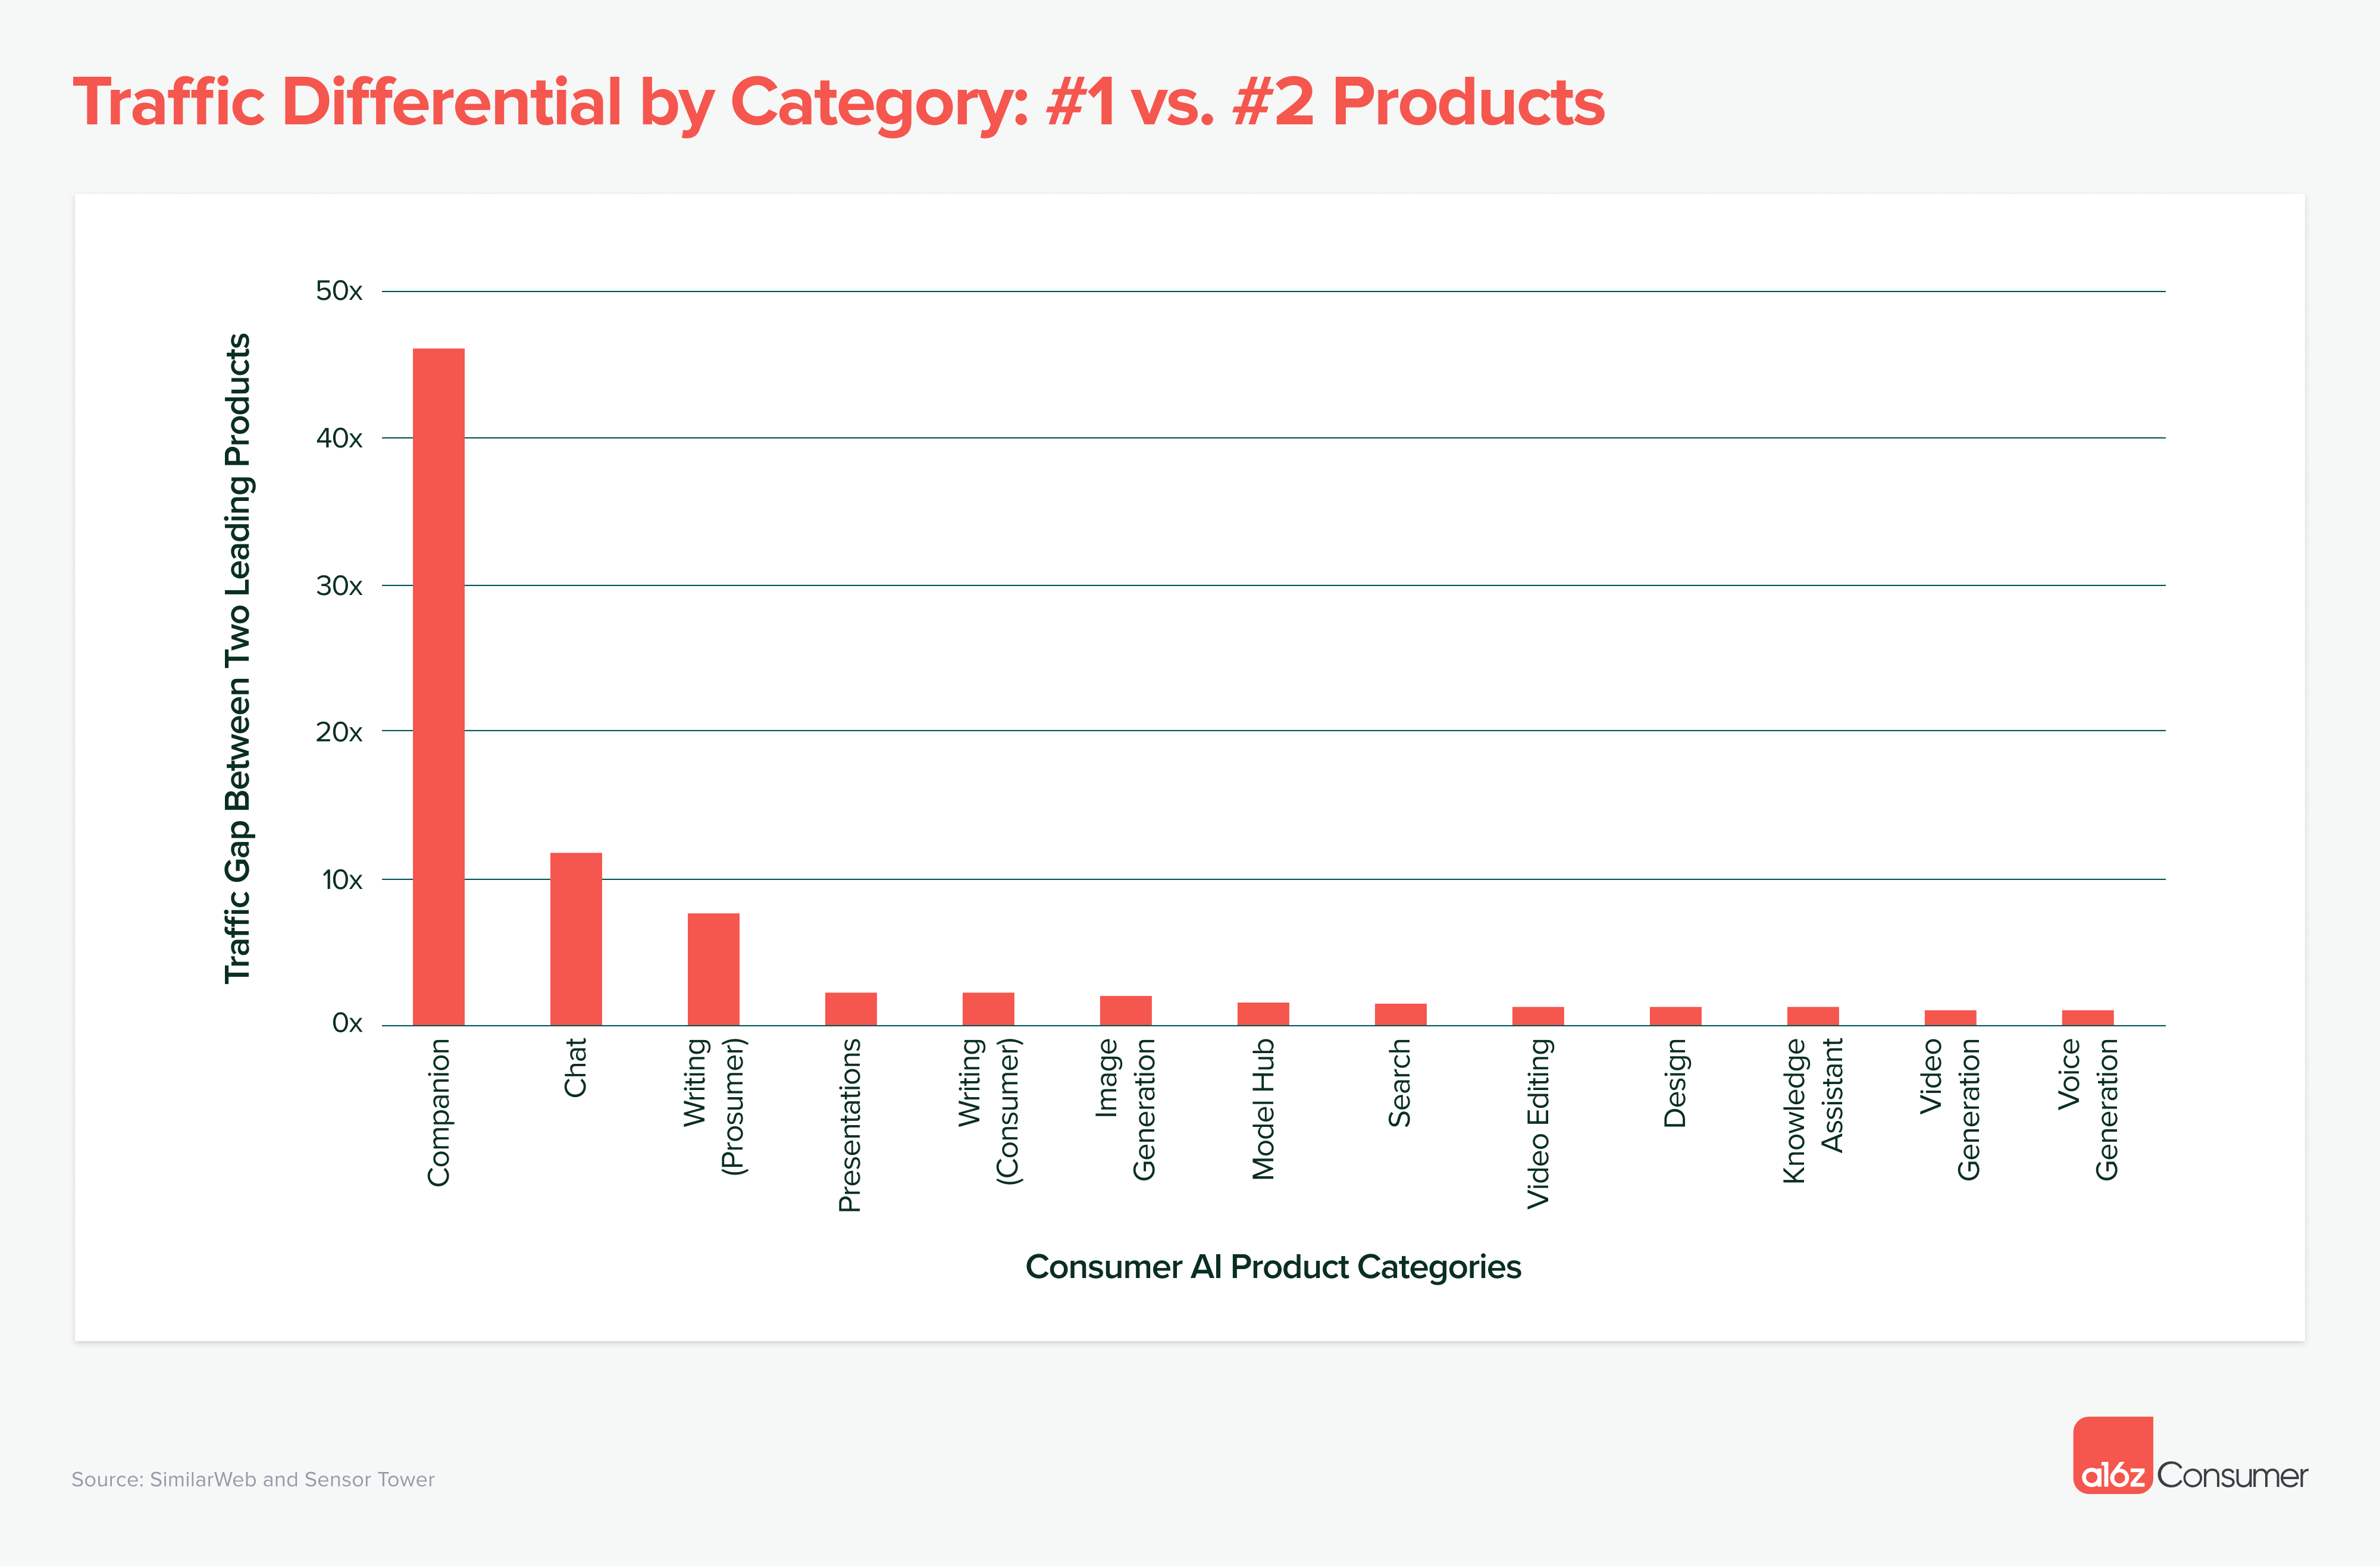 Traffic Differential by Category: #1 vs. #2 Products
Traffic Gap Between Two Leading Products
50x
40x
30x
20x
10x
0x
Companion
Chat
Writing
(Prosumer)
Presentations
Writing
(Consumer)
Image
Generation
Model Hub
Search
Video Editing
Design
Knowledge
Assistant
Video
Generation
Voice
Generation
Consumer AI Product Categories
Source: SimilarWeb and Sensor Tower
a16z Consumer